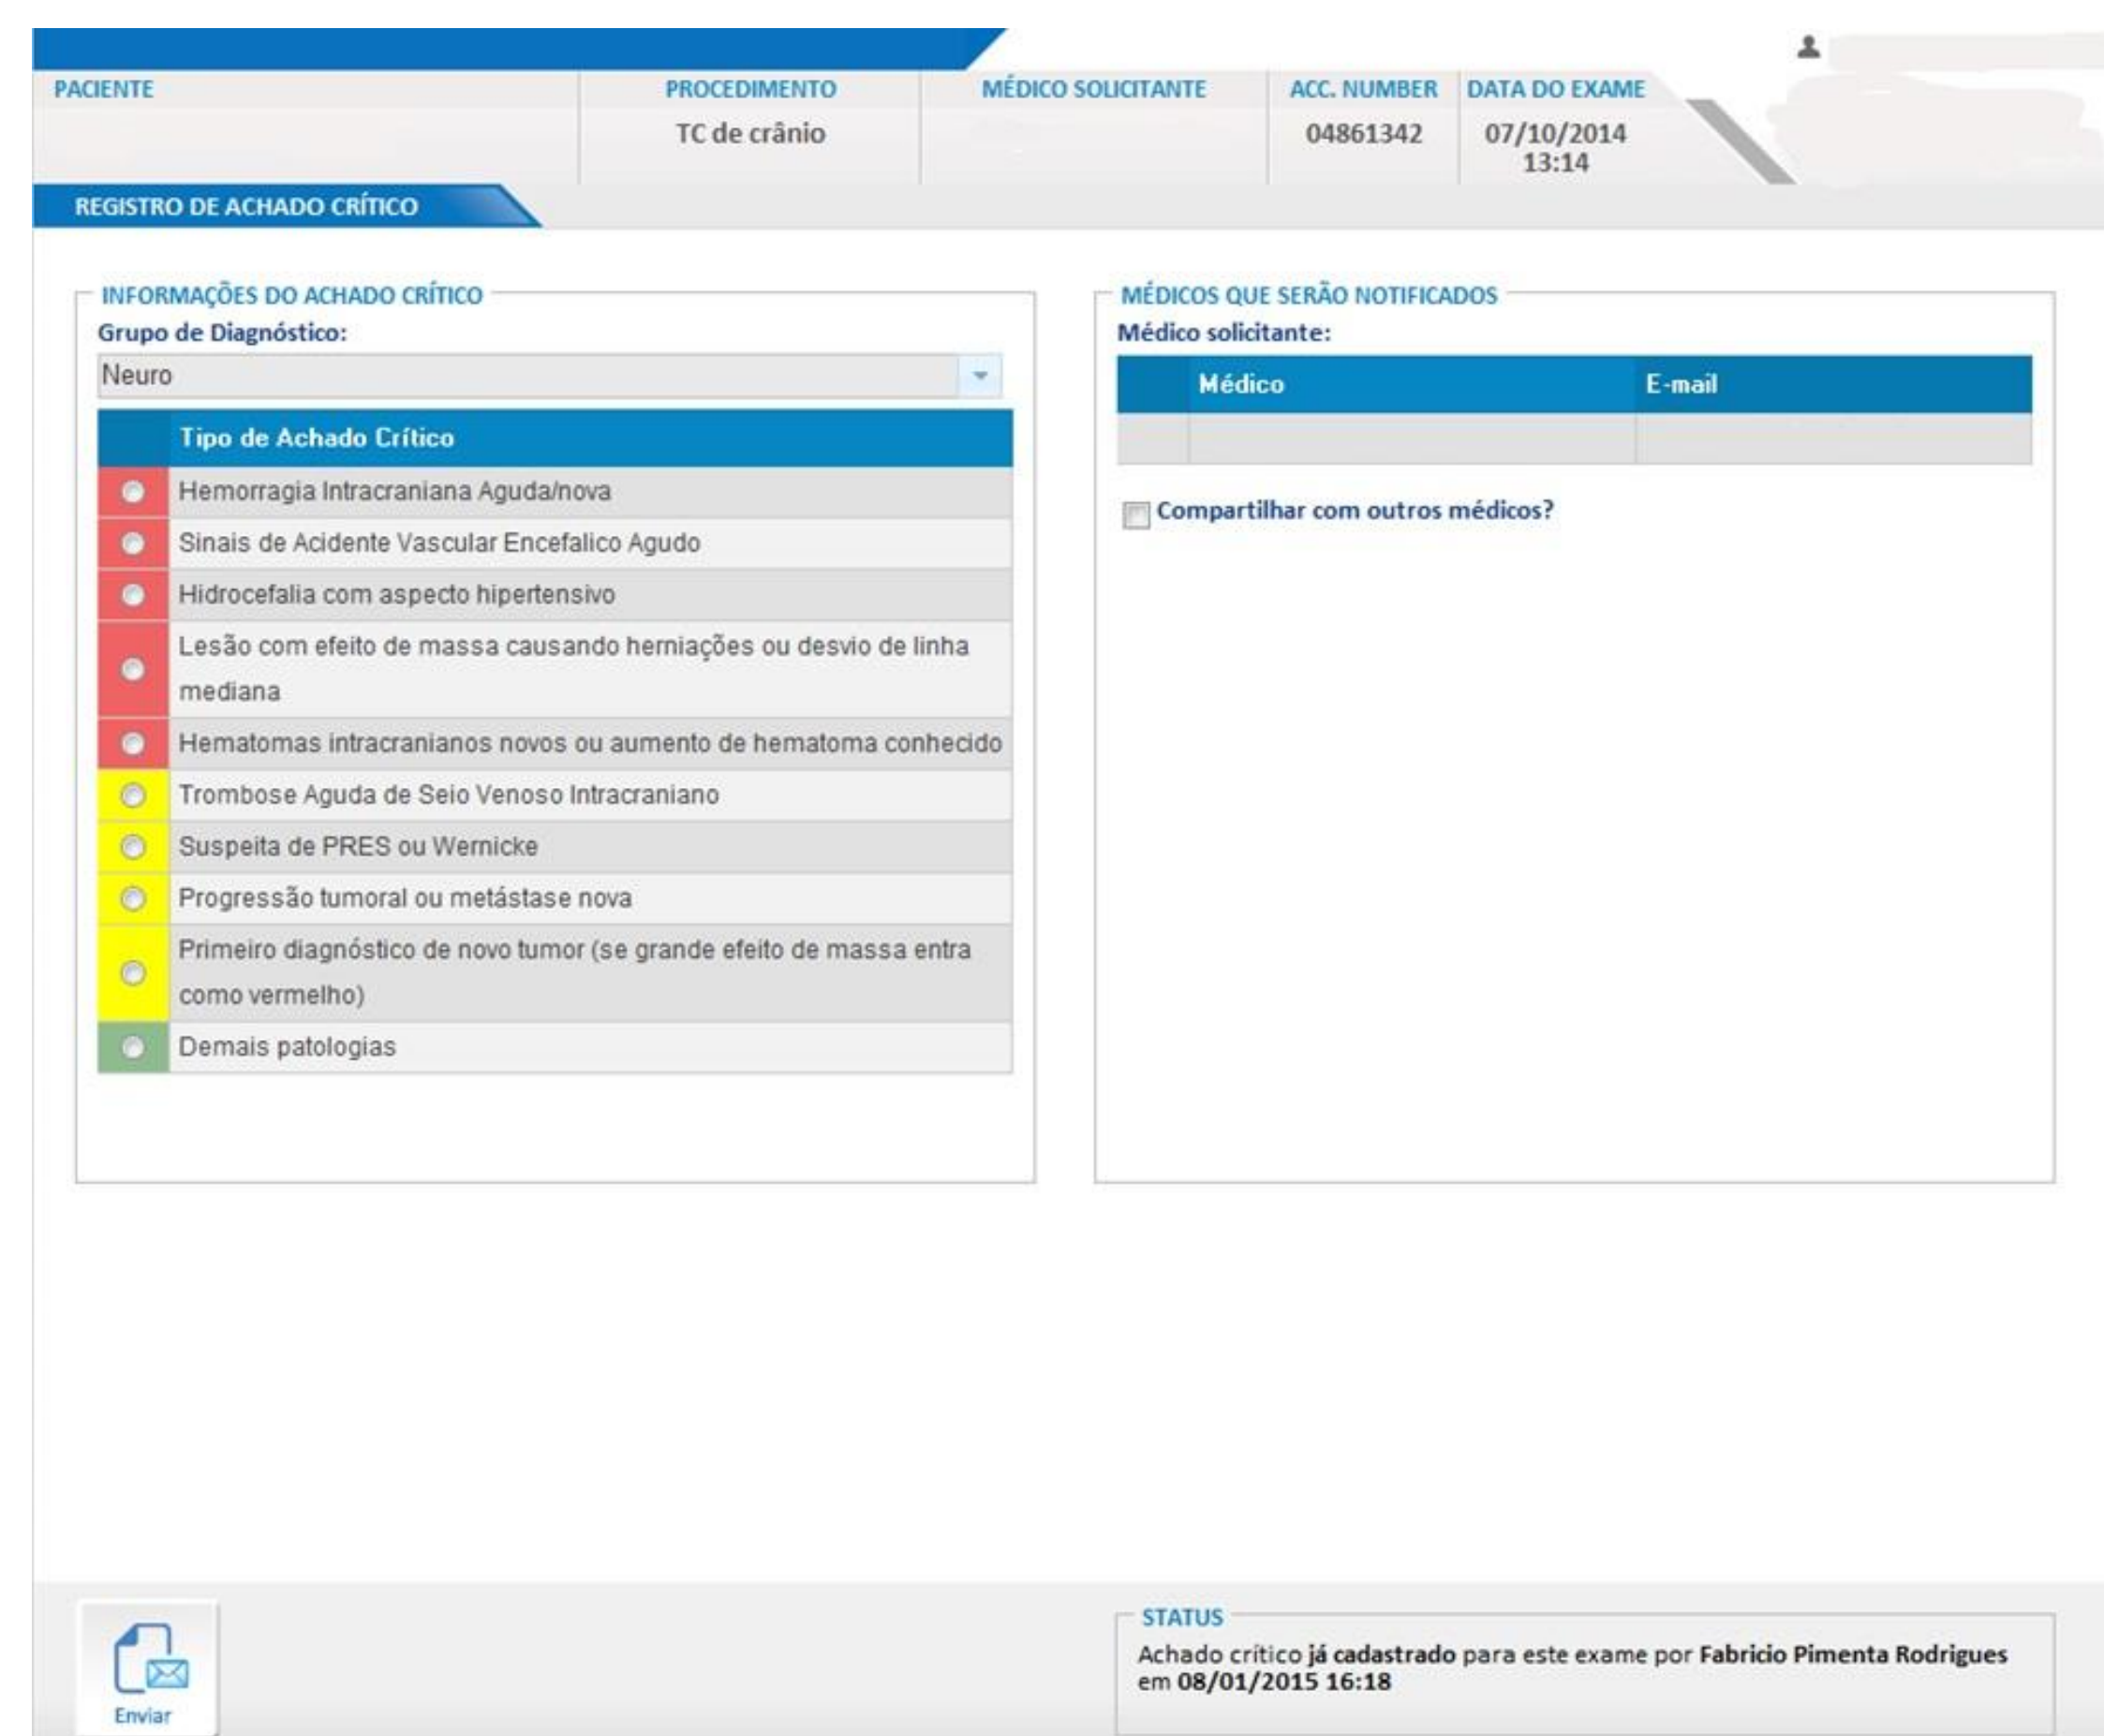 PACIENTE
PROCEDIMENTO
MÉDICO SOLICITANTE
ACC. NUMBER
DATA DO EXAME
TC de crânio
04861342
07/10/2014
13:14
REGISTRO DE ACHADO CRÍTICO
INFORMAÇÕES DO ACHADO CRÍTICO
Grupo de Diagnóstico:
Neuro
Tipo de Achado Crítico
Hemorragia Intracraniana Aguda/nova
Sinais de Acidente Vascular Encefalico Agudo
Hidrocefalia com aspecto hipertensivo
Lesão com efeito de massa causando herniações ou desvio de linha
mediana
Hematomas intracranianos novos ou aumento de hematoma conhecido
Trombose Aguda de Seio Venoso Intracraniano
Suspeita de PRES ou Wernicke
Progressão tumoral ou metástase nova
Primeiro diagnóstico de novo tumor (se grande efeito de massa entra
como vermelho)
Demais patologias
MÉDICOS QUE SERÃO NOTIFICADOS
Médico solicitante:
Médico
E-mail
Compartilhar com outros médicos?
Enviar
STATUS
Achado crítico já cadastrado para este exame por Fabricio Pimenta Rodrigues
em 08/01/2015 16:18